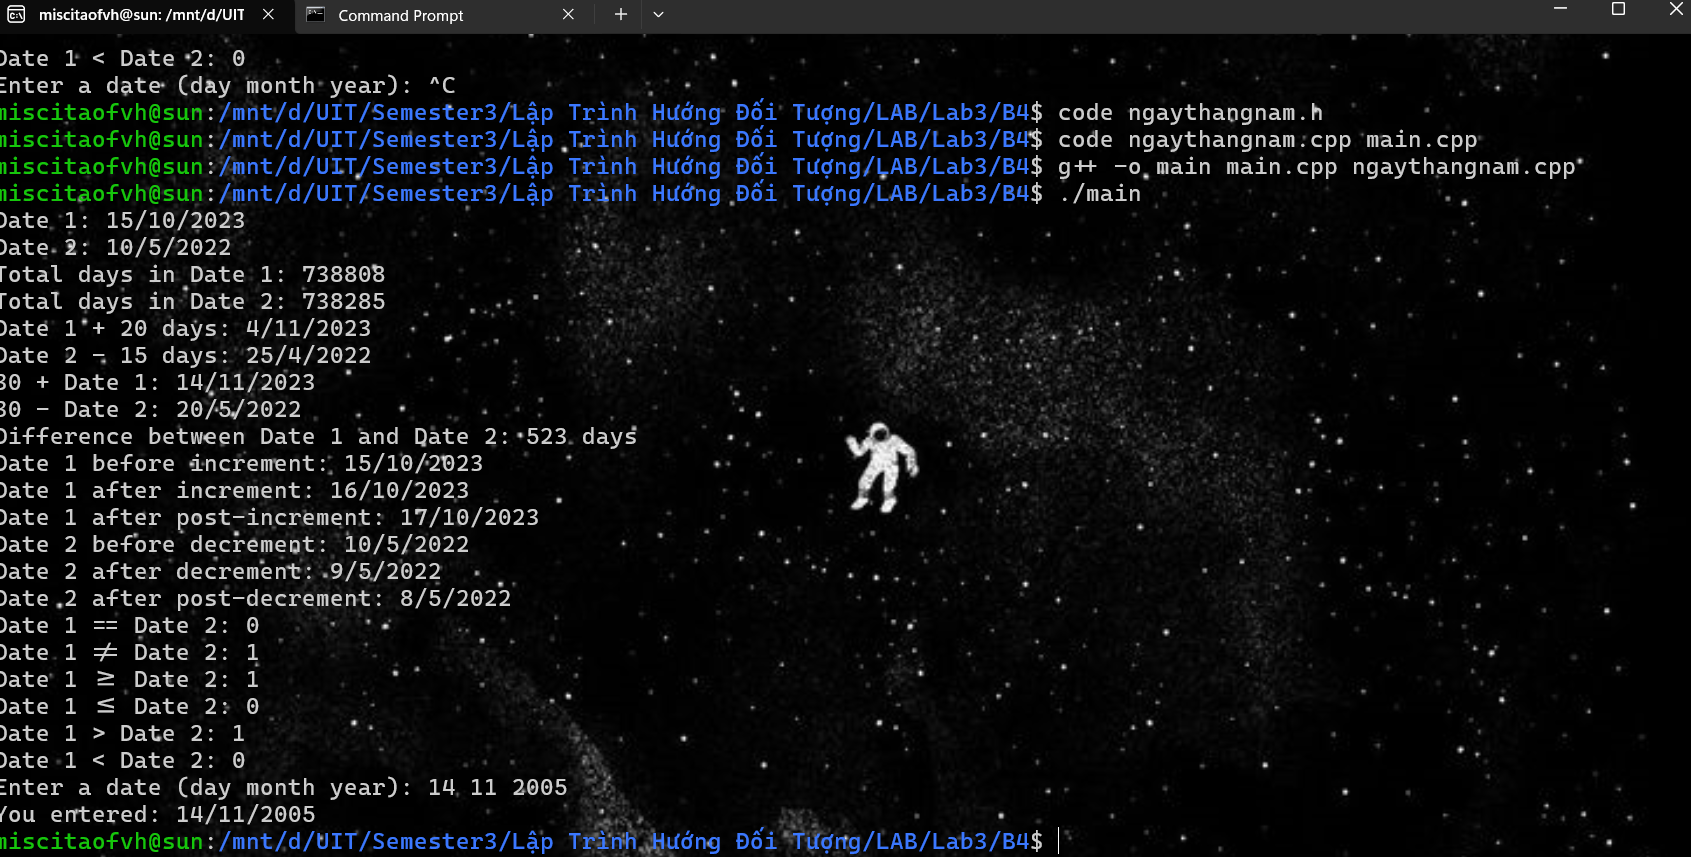 miscitaofvh@sun: /mnt/d/UIT
Command Prompt
Date 1 < Date 2: 0
Enter a date (day month year): ^C
miscitaofvh@sun:/mnt/d/UIT/Semester3/Lập Trình Hướng Đối Tượng/LAB/Lab3/B4$ code ngaythangnam.h
miscitaofvh@sun:/mnt/d/UIT/Semester3/Lập Trình Hướng Đối Tượng/LAB/Lab3/B4$ code ngaythangnam.cpp main.cpp
miscitaofvh@sun:/mnt/d/UIT/Semester3/Lập Trình Hướng Đối Tượng/LAB/Lab3/B4$ g++ -o main main.cpp ngaythangnam.cpp
miscitaofvh@sun:/mnt/d/UIT/Semester3/Lập Trình Hướng Đối Tượng/LAB/Lab3/B4$ ./main
Date 1: 15/10/2023
Date 2: 10/5/2022
Total days in Date 1: 738808
Total days in Date 2: 738285
Date 1 + 20 days: 4/11/2023
Date 2 - 15 days: 25/4/2022
30 + Date 1: 14/11/2023
30 - Date 2: 20/5/2022
Difference between Date 1 and Date 2: 523 days
Date 1 before increment: 15/10/2023
Date 1 after increment: 16/10/2023
Date 1 after post-increment: 17/10/2023
Date 2 before decrement: 10/5/2022
Date 2 after decrement: 9/5/2022
Date 2 after post-decrement: 8/5/2022
Date 1 == Date 2: 0
Date 1 ≠ Date 2: 1
Date 1 ≥ Date 2: 1
Date 1 ≤ Date 2: 0
Date 1 > Date 2: 1
Date 1 < Date 2: 0
Enter a date (day month year): 14 11 2005
You entered: 14/11/2005
miscitaofvh@sun:/mnt/d/UIT/Semester3/Lập Trình Hướng Đối Tượng/LAB/Lab3/B4$